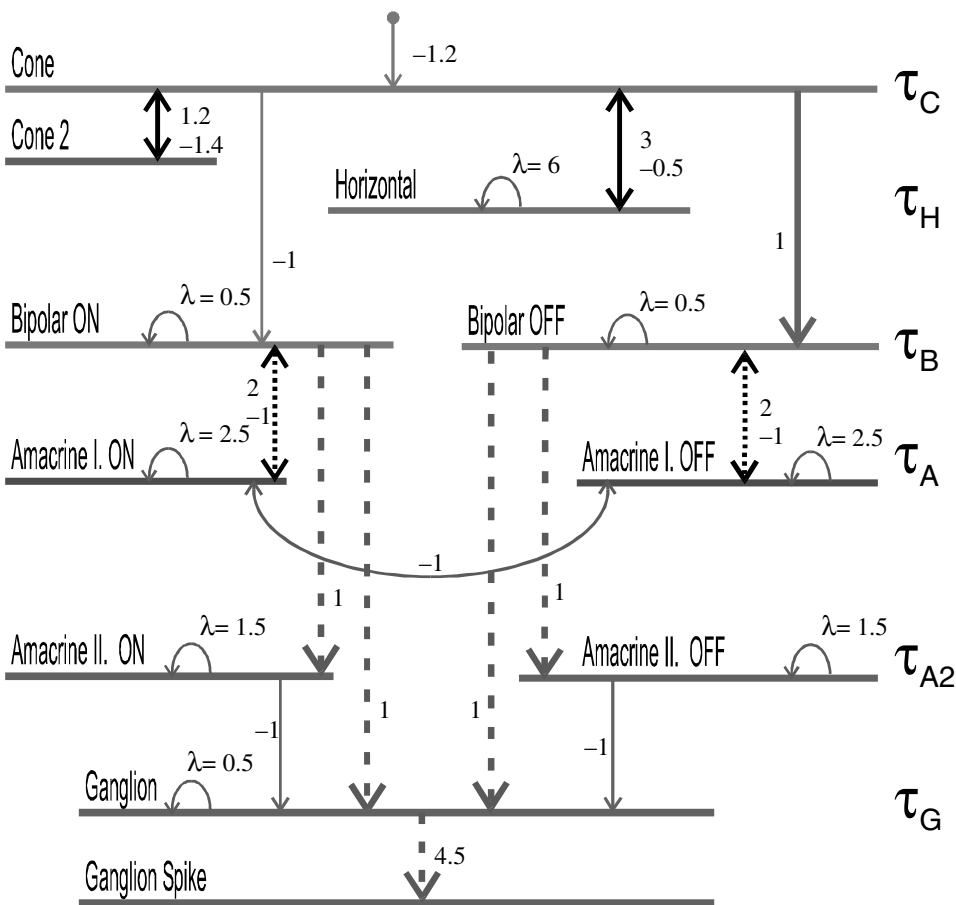 –1.2
Cone
τC
1.2
–1.4
Cone 2
3
–0.5
λ= 6
Horizontal
τH
–1
1
λ= 0.5
Bipolar ON
λ= 0.5
Bipolar OFF
τB
2
–1
2
–1
λ= 2.5
Amacrine I. ON
λ= 2.5
Amacrine I. OFF
τA
–1
1
1
λ= 1.5
Amacrine II. ON
λ= 1.5
Amacrine II. OFF
τA2
–1
1
1
–1
λ= 0.5
Ganglion
τG
4.5
Ganglion Spike